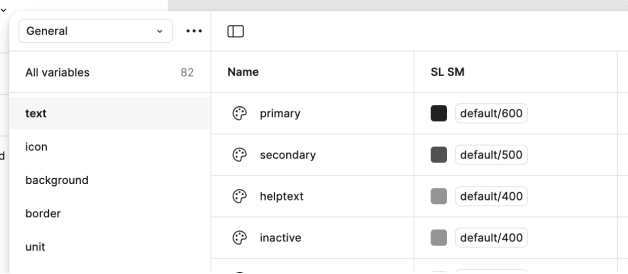 General
All variables 82
Name SL SM
text
primary default/600
icon
secondary default/500
background
helptext default/400
border
inactive default/400
unit
d